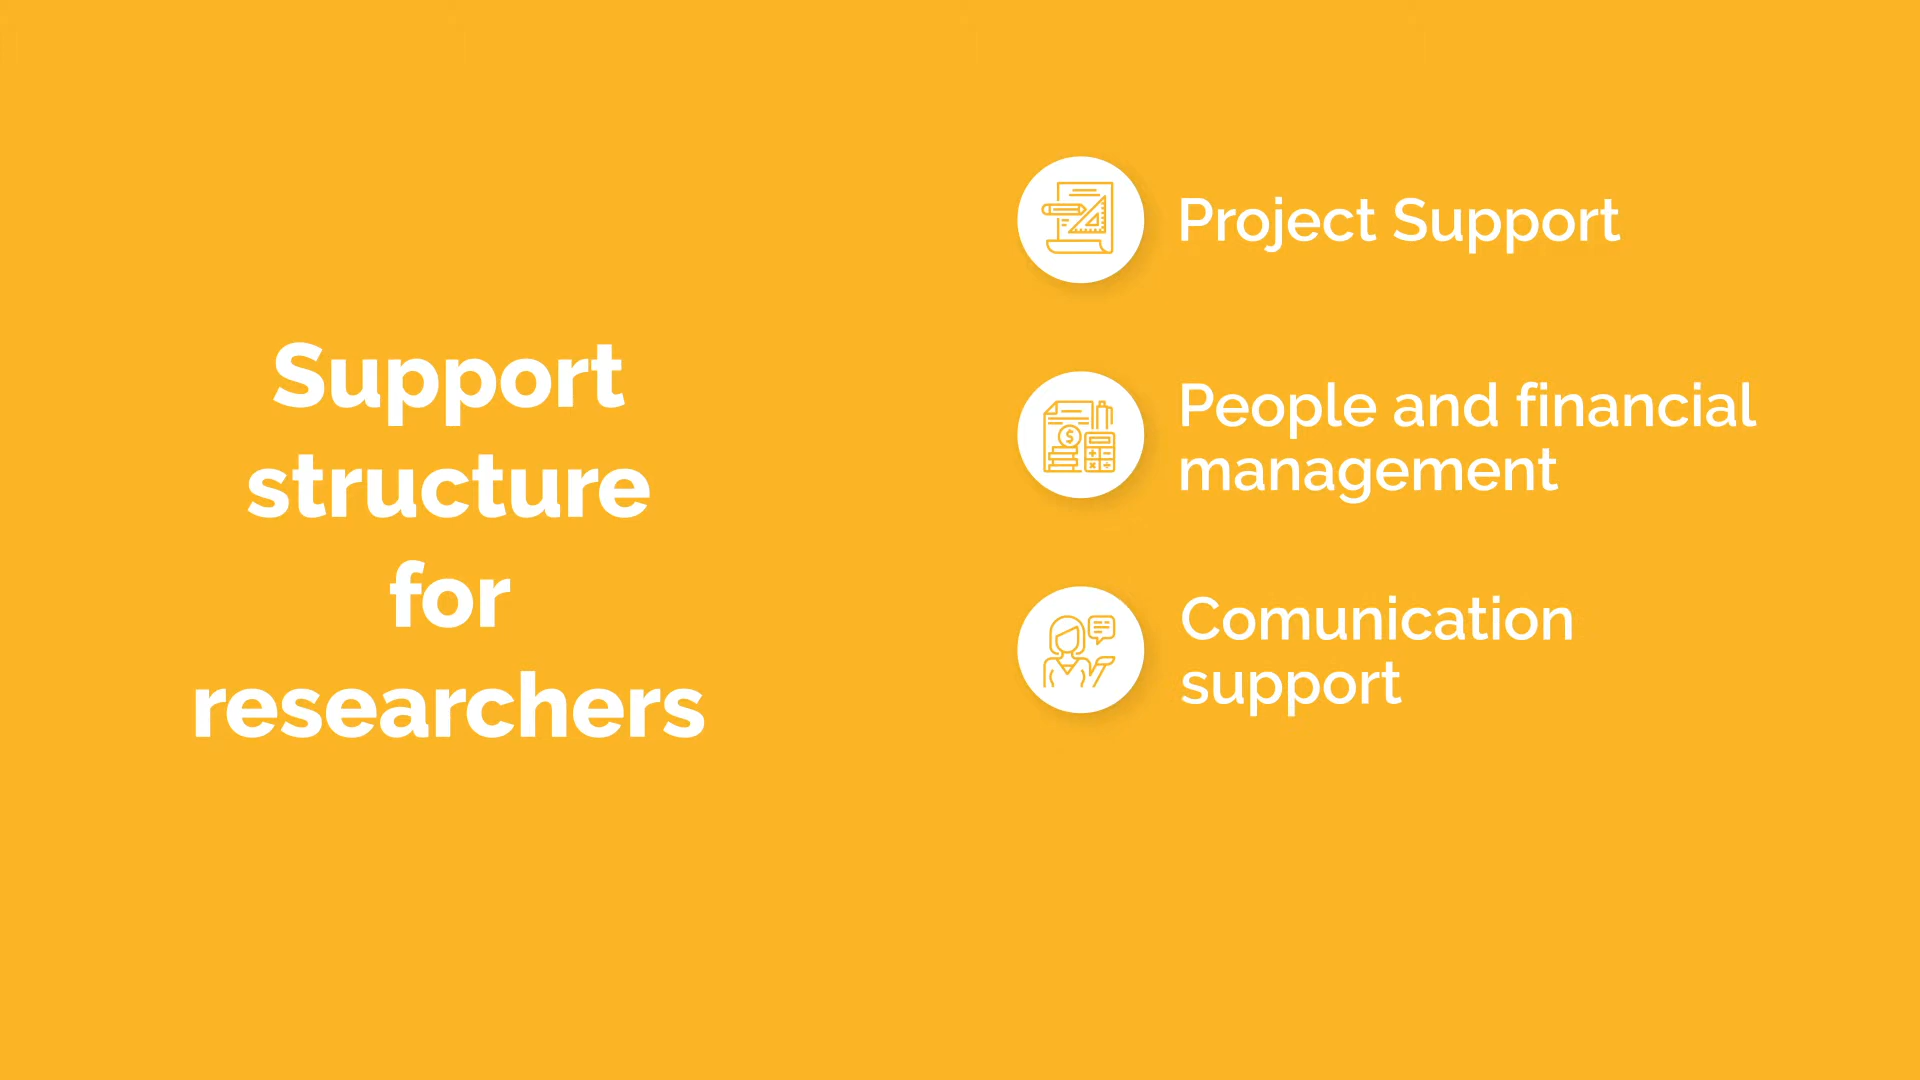 Support
structure
for
researchers
Project Support
People and financial
management
Comunication
support